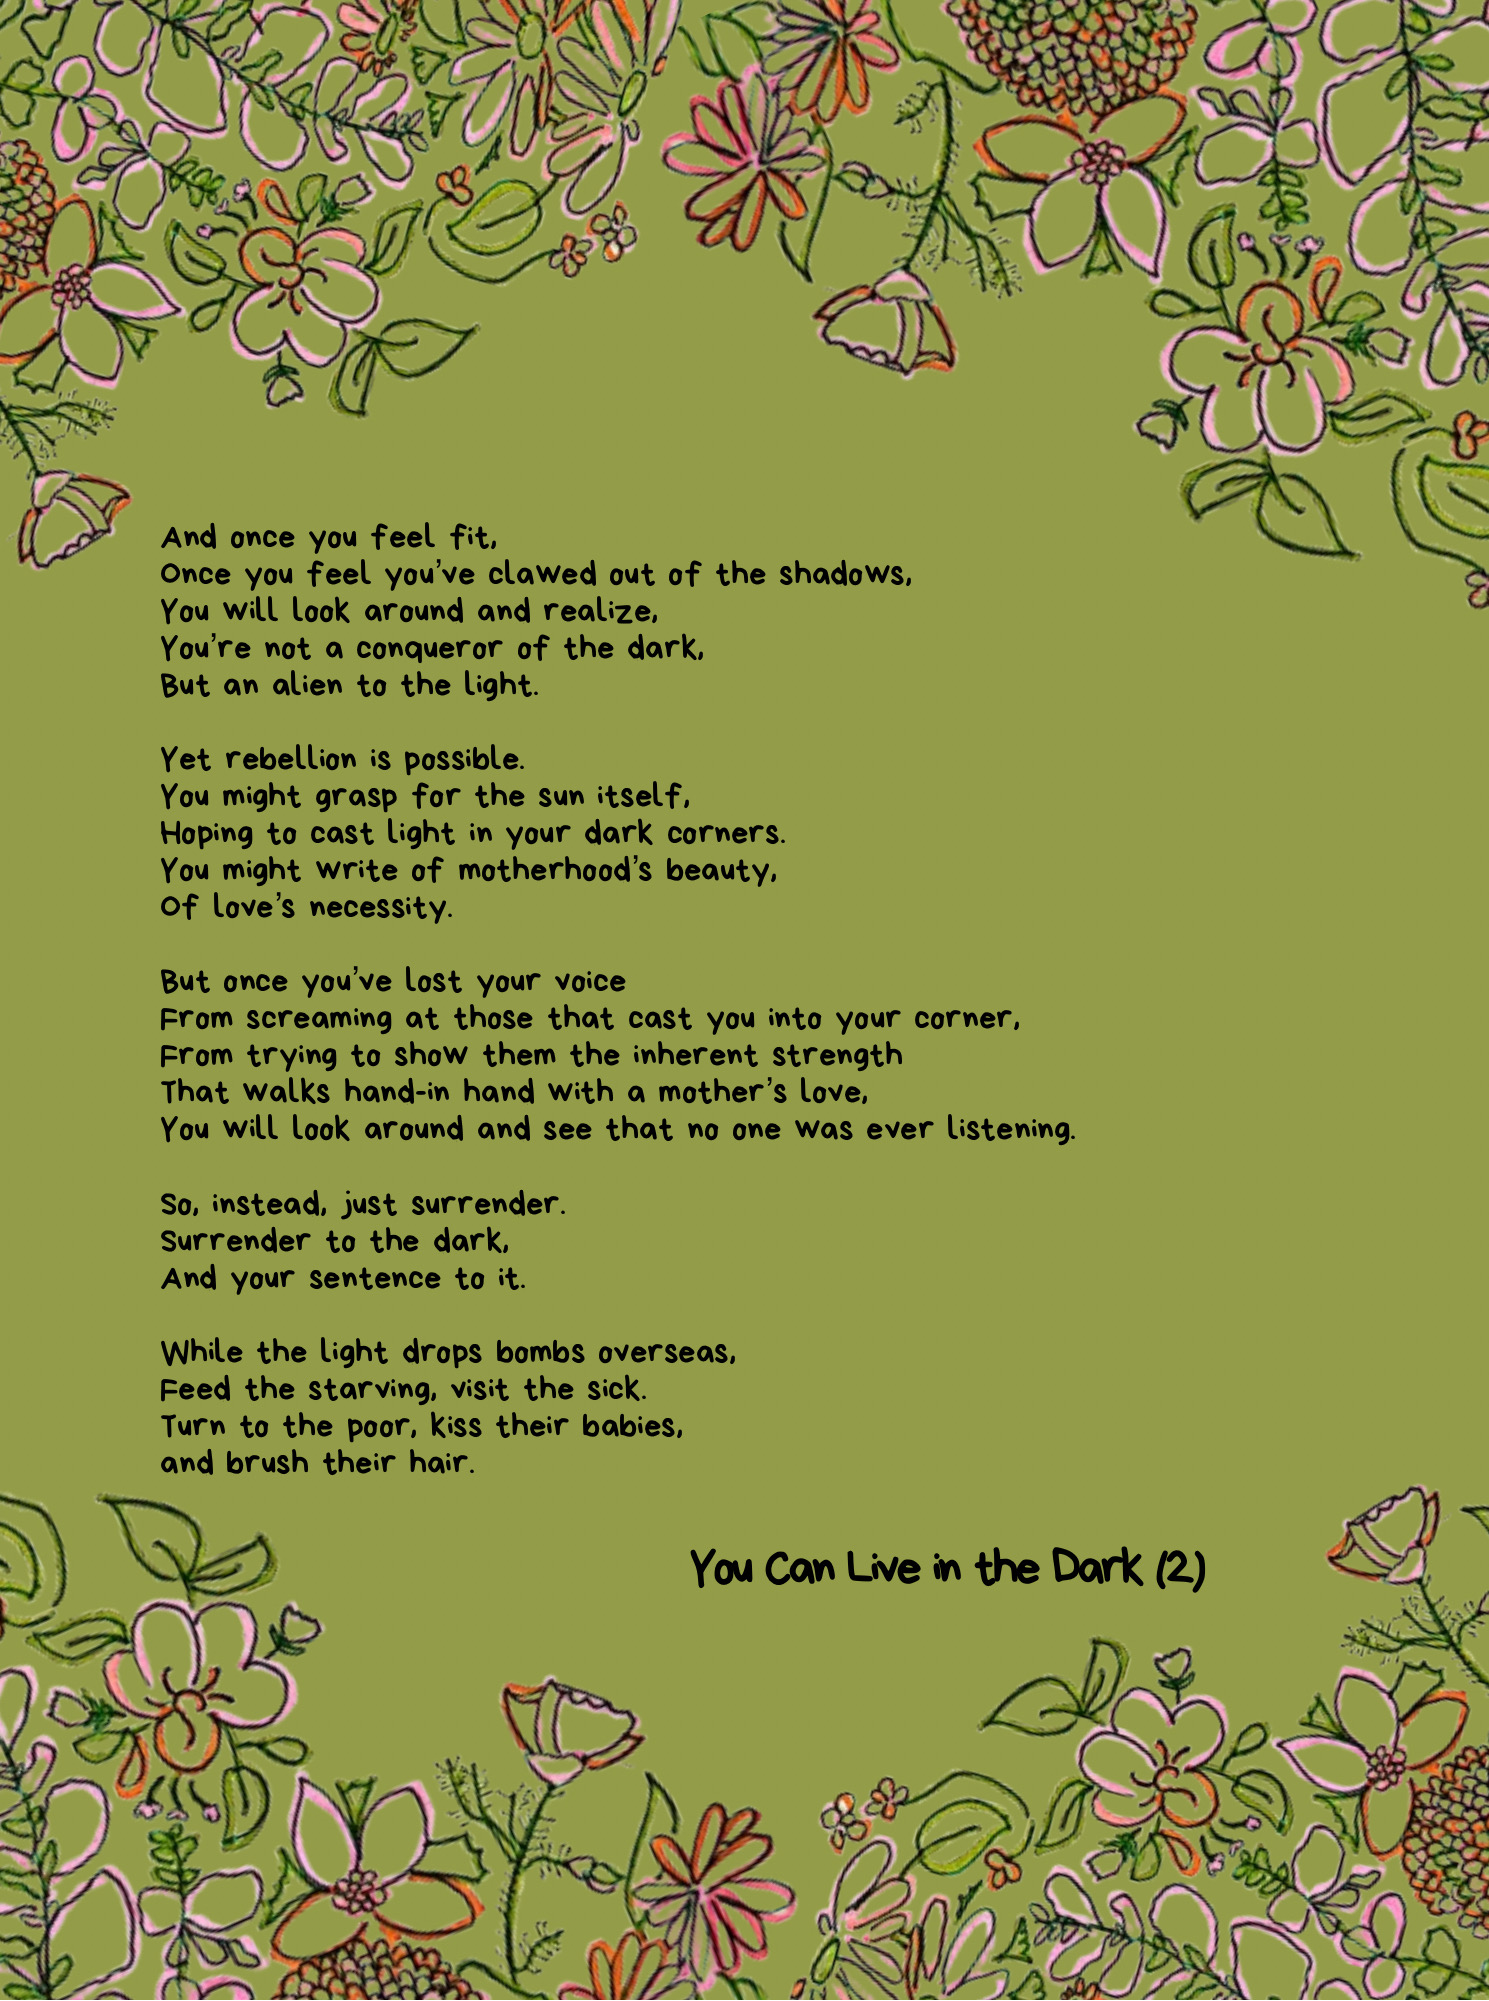 And once you feel fit,
Once you feel you've clawed out of the shadows,
You will look around and realize,
You're not a conqueror of the dark,
But an alien to the light.
Yet rebellion is possible.
You might grasp for the sun itself,
Hoping to cast light in your dark corners.
You might write of motherhood's beauty,
Of love's necessity.
But once you've lost your voice
From screaming at those that cast you into your corner,
From trying to show them the inherent strength
That walks hand-in hand with a mother's love,
You will look around and see that no one was ever listening.
So, instead, just surrender.
Surrender to the dark,
And your sentence to it.
While the light drops bombs overseas,
Feed the starving, visit the sick.
Turn to the poor, kiss their babies,
and brush their hair.
You Can Live in the Dark (2)